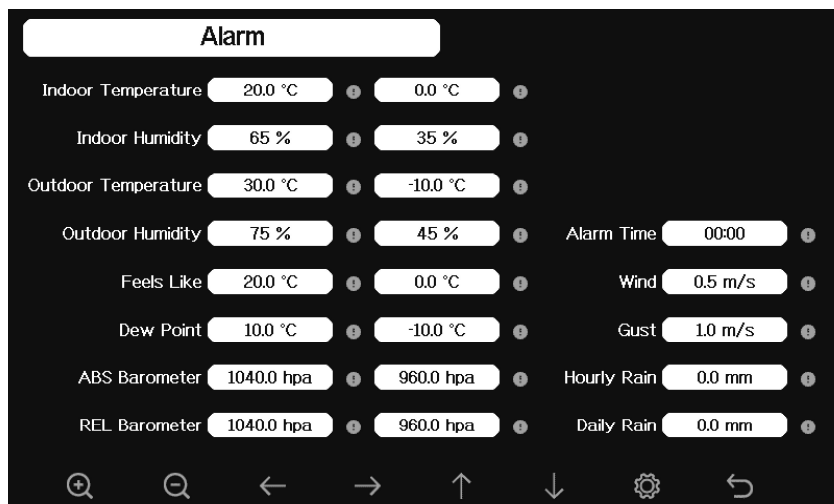 Alarm
Indoor Temperature 20.0 °C 0.0 °C
Indoor Humidity 65 % 35 %
Outdoor Temperature 30.0 °C -10.0 °C
Outdoor Humidity 75 % 45 % Alarm Time 00:00
Feels Like 20.0 °C 0.0 °C Wind 0.5 m/s
Dew Point 10.0 °C -10.0 °C Gust 1.0 m/s
ABS Barometer 1040.0 hpa 960.0 hpa Hourly Rain 0.0 mm
REL Barometer 1040.0 hpa 960.0 hpa Daily Rain 0.0 mm